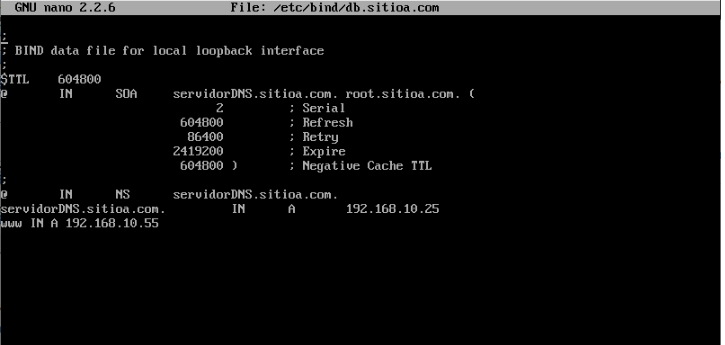 GNU nano 2.2.6 File: /etc/bind/db.sitioa.com
;
; BIND data file for local loopback interface
;
$TTL 604800
@ IN SOA servidorDNS.sitioa.com. root.sitioa.com. (
2 ; Serial
604800 ; Refresh
86400 ; Retry
2419200 ; Expire
604800 ) ; Negative Cache TTL
;
@ IN NS servidorDNS.sitioa.com.
servidorDNS.sitioa.com. IN A 192.168.10.25
www IN A 192.168.10.55